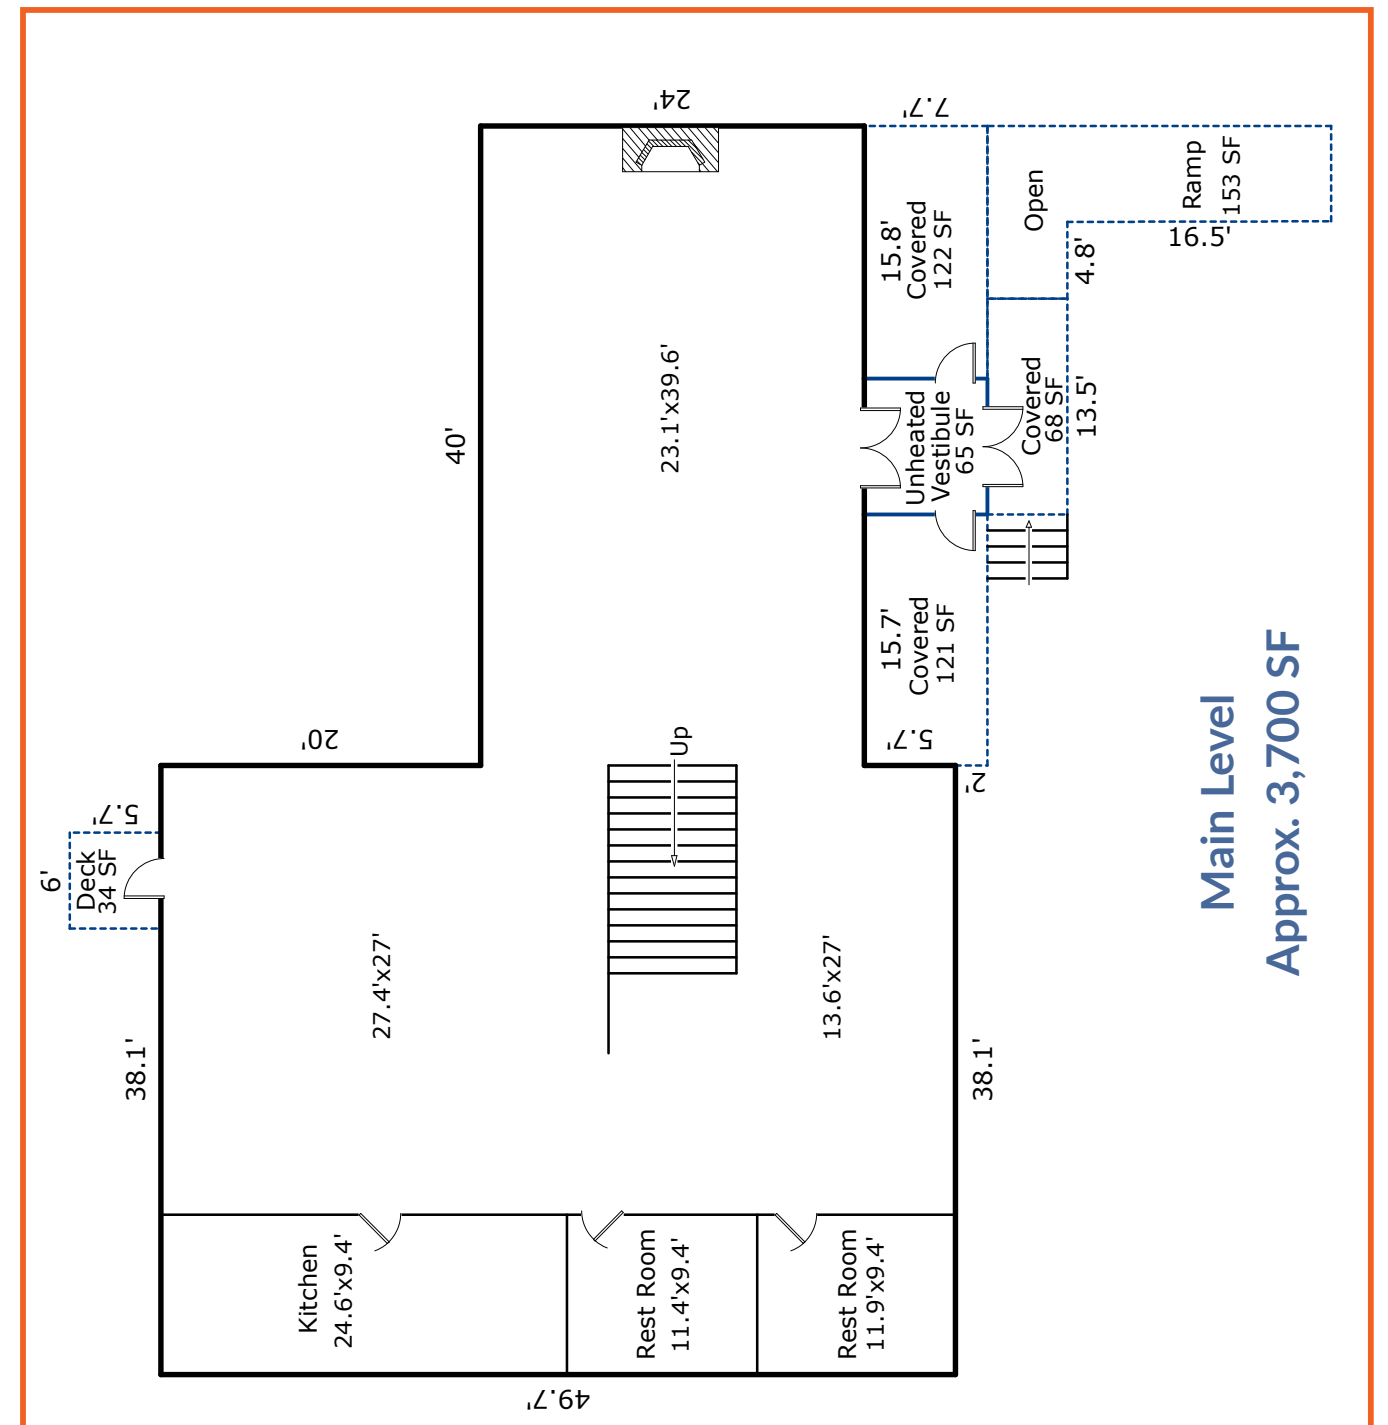 24'
7.7'
Open
Ramp
153 SF
16.5'
4.8'
15.8'
Covered
122 SF
23.1'x39.6'
40'
Unheated
Vestibule
65 SF
Covered
68 SF
13.5'
15.7'
Covered
121 SF
5.7'
2'
Up
20'
5.7'
6'
Deck
34 SF
27.4'x27'
13.6'x27'
38.1'
38.1'
Kitchen
24.6'x9.4'
Rest Room
11.4'x9.4'
Rest Room
11.9'x9.4'
49.7'
Main Level
Approx. 3,700 SF